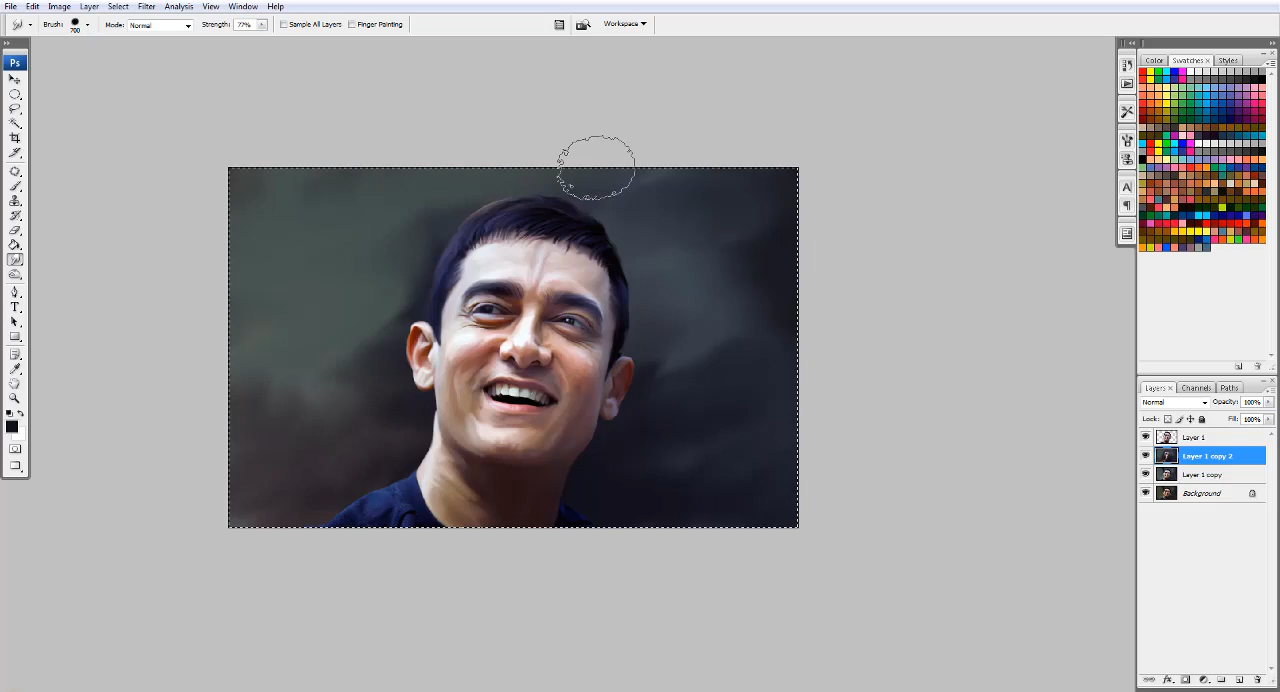 File Edit Image Layer Select Filter Analysis View Window Help
Brush: 700 Mode: Normal Strength: 77% Sample All Layers Finger Painting Workspace
Ps
Color Swatches × Styles
T
A
Layers × Channels Paths
Normal Opacity: 100%
Lock: Fill: 100%
Layer 1
Layer 1 copy 2
Layer 1 copy
Background
fx